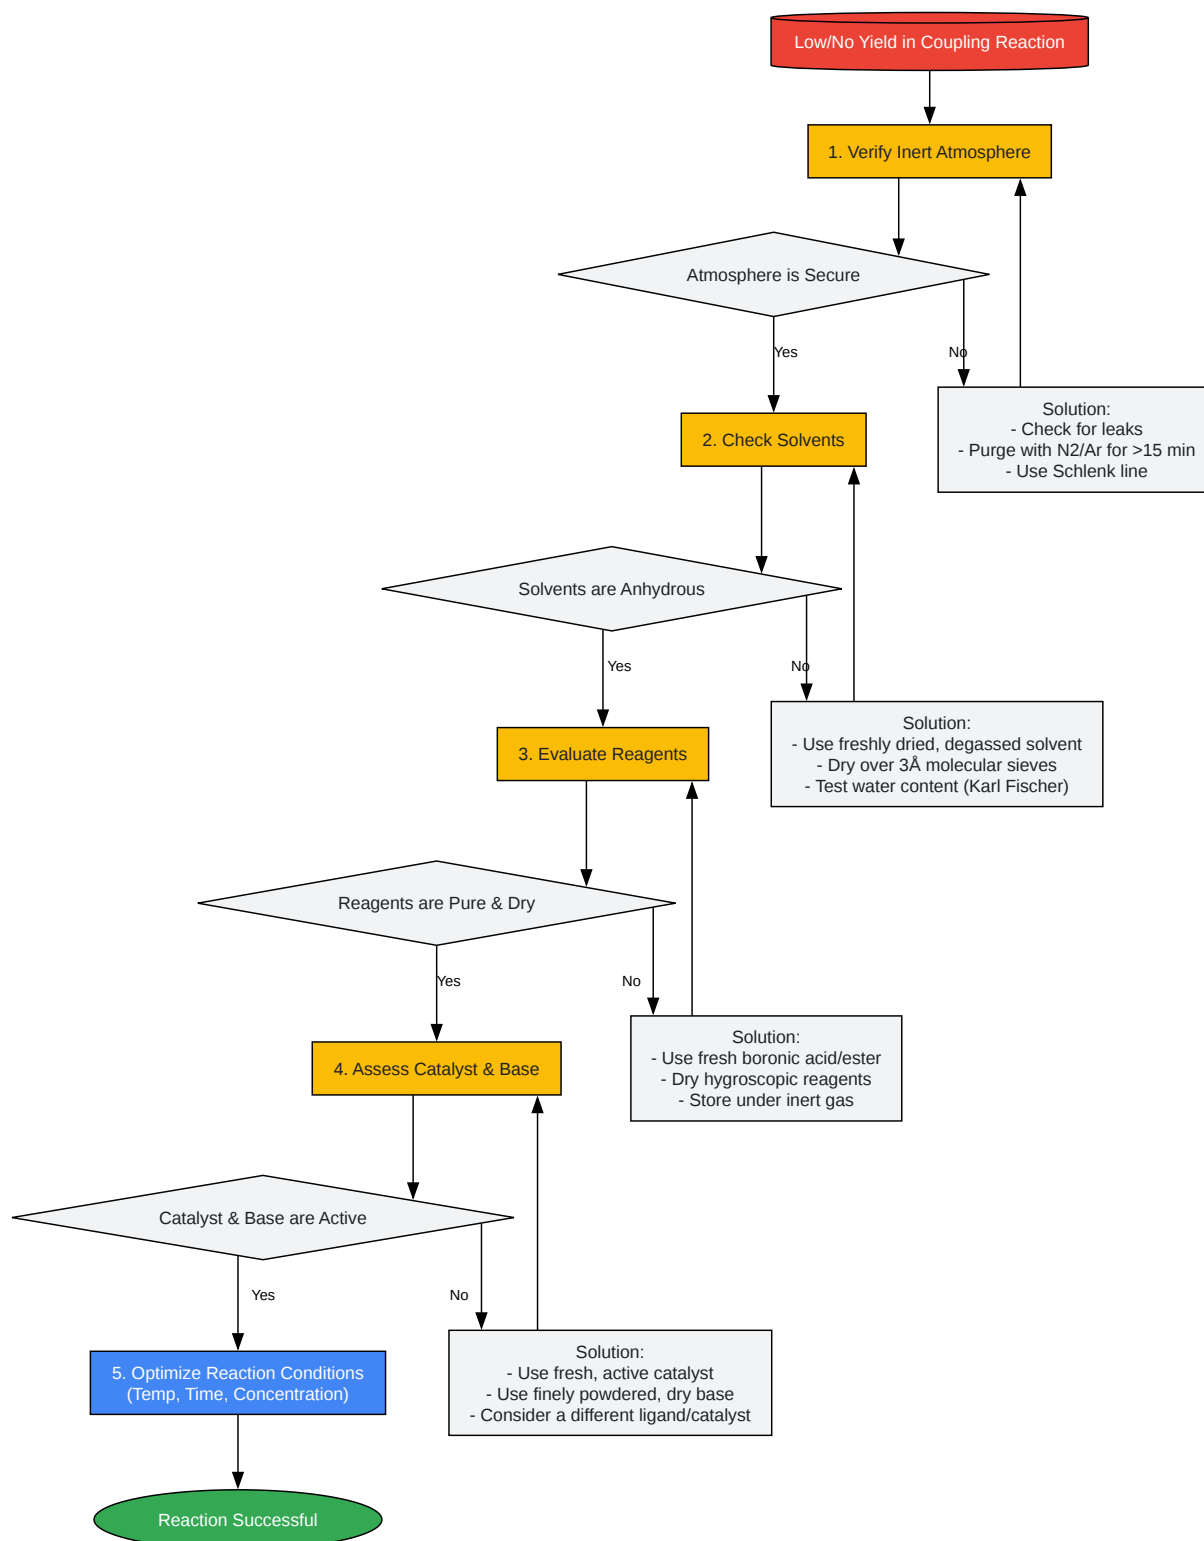 Low/No Yield in Coupling Reaction
1. Verify Inert Atmosphere
Atmosphere is Secure
Yes
No
Solution:
- Check for leaks
- Purge with N2/Ar for >15 min
- Use Schlenk line
2. Check Solvents
Solvents are Anhydrous
Yes
No
Solution:
- Use freshly dried, degassed solvent
- Dry over 3Å molecular sieves
- Test water content (Karl Fischer)
3. Evaluate Reagents
Reagents are Pure & Dry
Yes
No
Solution:
- Use fresh boronic acid/ester
- Dry hygroscopic reagents
- Store under inert gas
4. Assess Catalyst & Base
Catalyst & Base are Active
Yes
No
Solution:
- Use fresh, active catalyst
- Use finely powdered, dry base
- Consider a different ligand/catalyst
5. Optimize Reaction Conditions
(Temp, Time, Concentration)
Reaction Successful